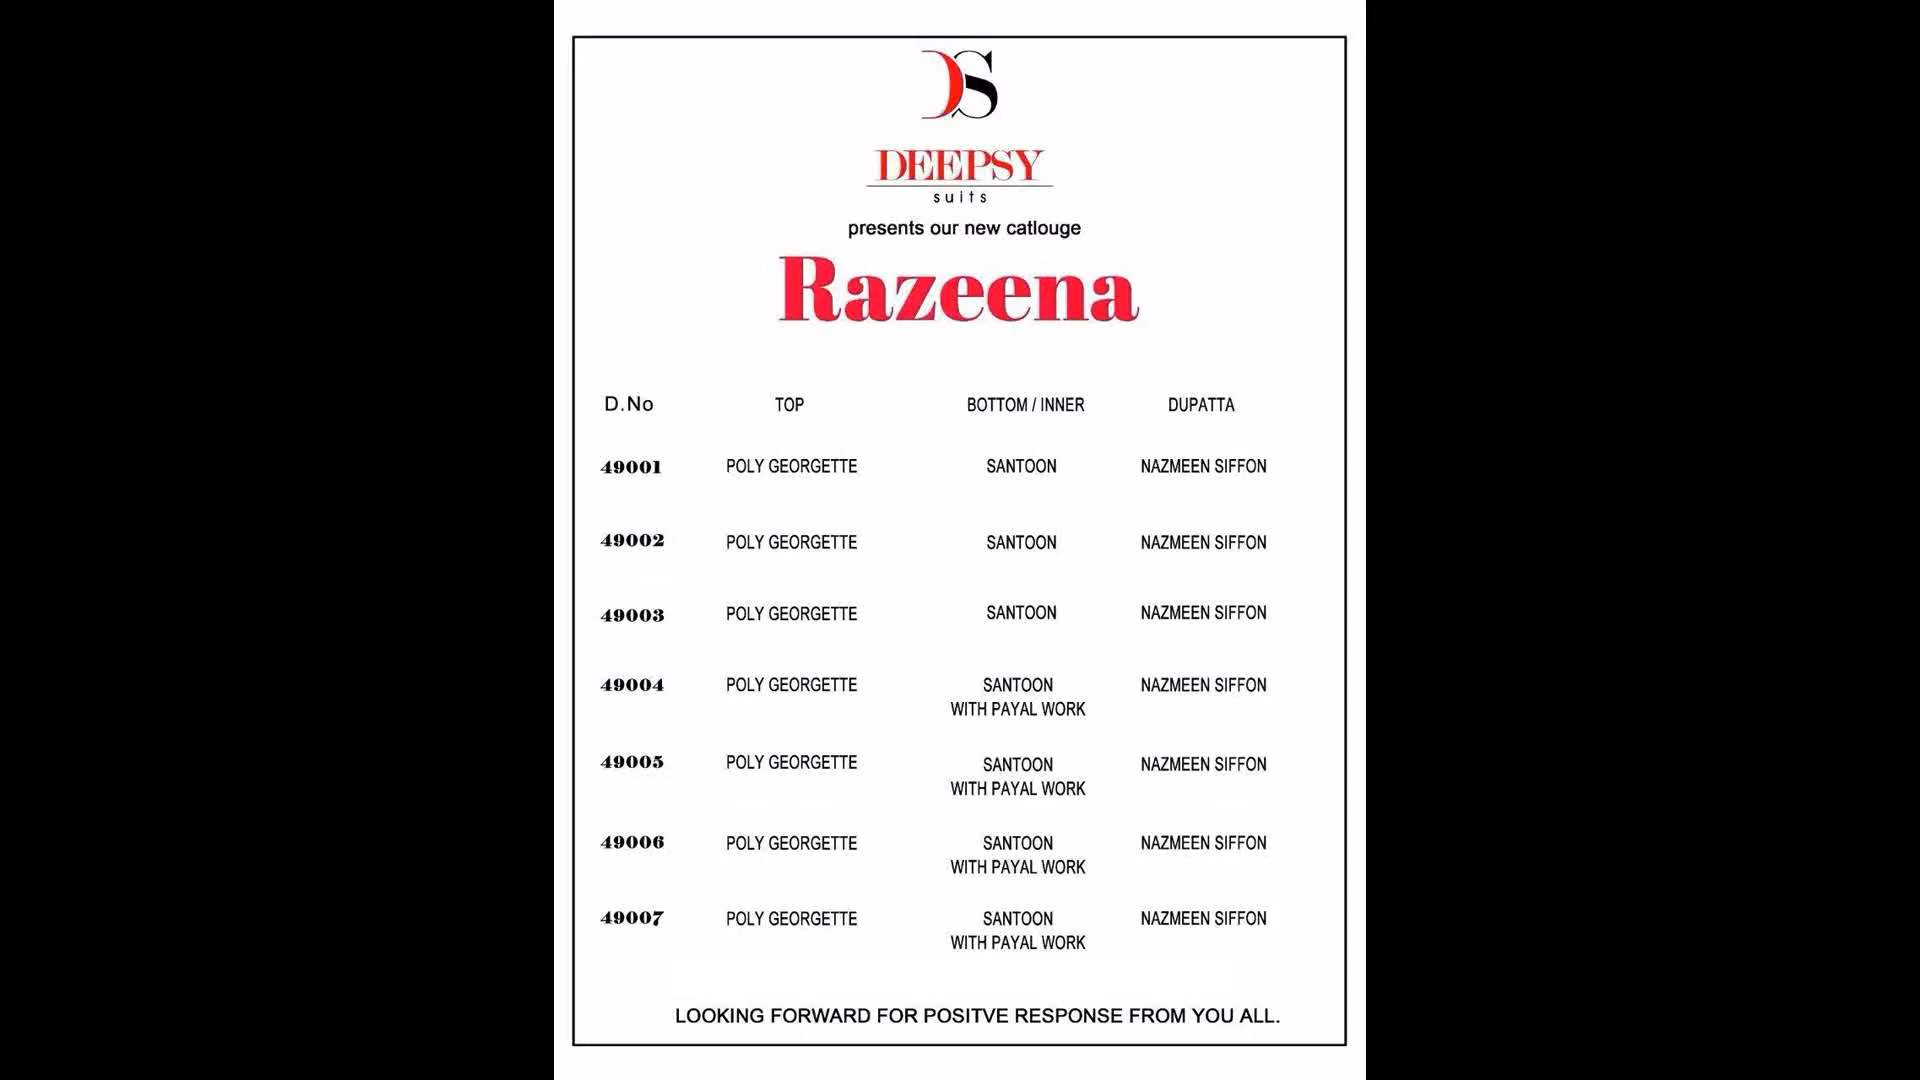 DS
DEEPSY
suits
presents our new catlouge
Razeena
D.No TOP BOTTOM / INNER DUPATTA
49001 POLY GEORGETTE SANTOON NAZMEEN SIFFON
49002 POLY GEORGETTE SANTOON NAZMEEN SIFFON
49003 POLY GEORGETTE SANTOON NAZMEEN SIFFON
49004 POLY GEORGETTE SANTOON NAZMEEN SIFFON
WITH PAYAL WORK
49005 POLY GEORGETTE SANTOON NAZMEEN SIFFON
WITH PAYAL WORK
49006 POLY GEORGETTE SANTOON NAZMEEN SIFFON
WITH PAYAL WORK
49007 POLY GEORGETTE SANTOON NAZMEEN SIFFON
WITH PAYAL WORK
LOOKING FORWARD FOR POSITVE RESPONSE FROM YOU ALL.